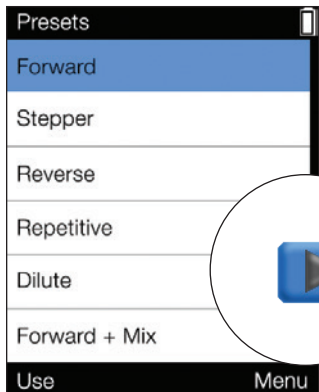 Presets
Forward
Stepper
Reverse
Repetitive
Dilute
Forward + Mix
Use Menu